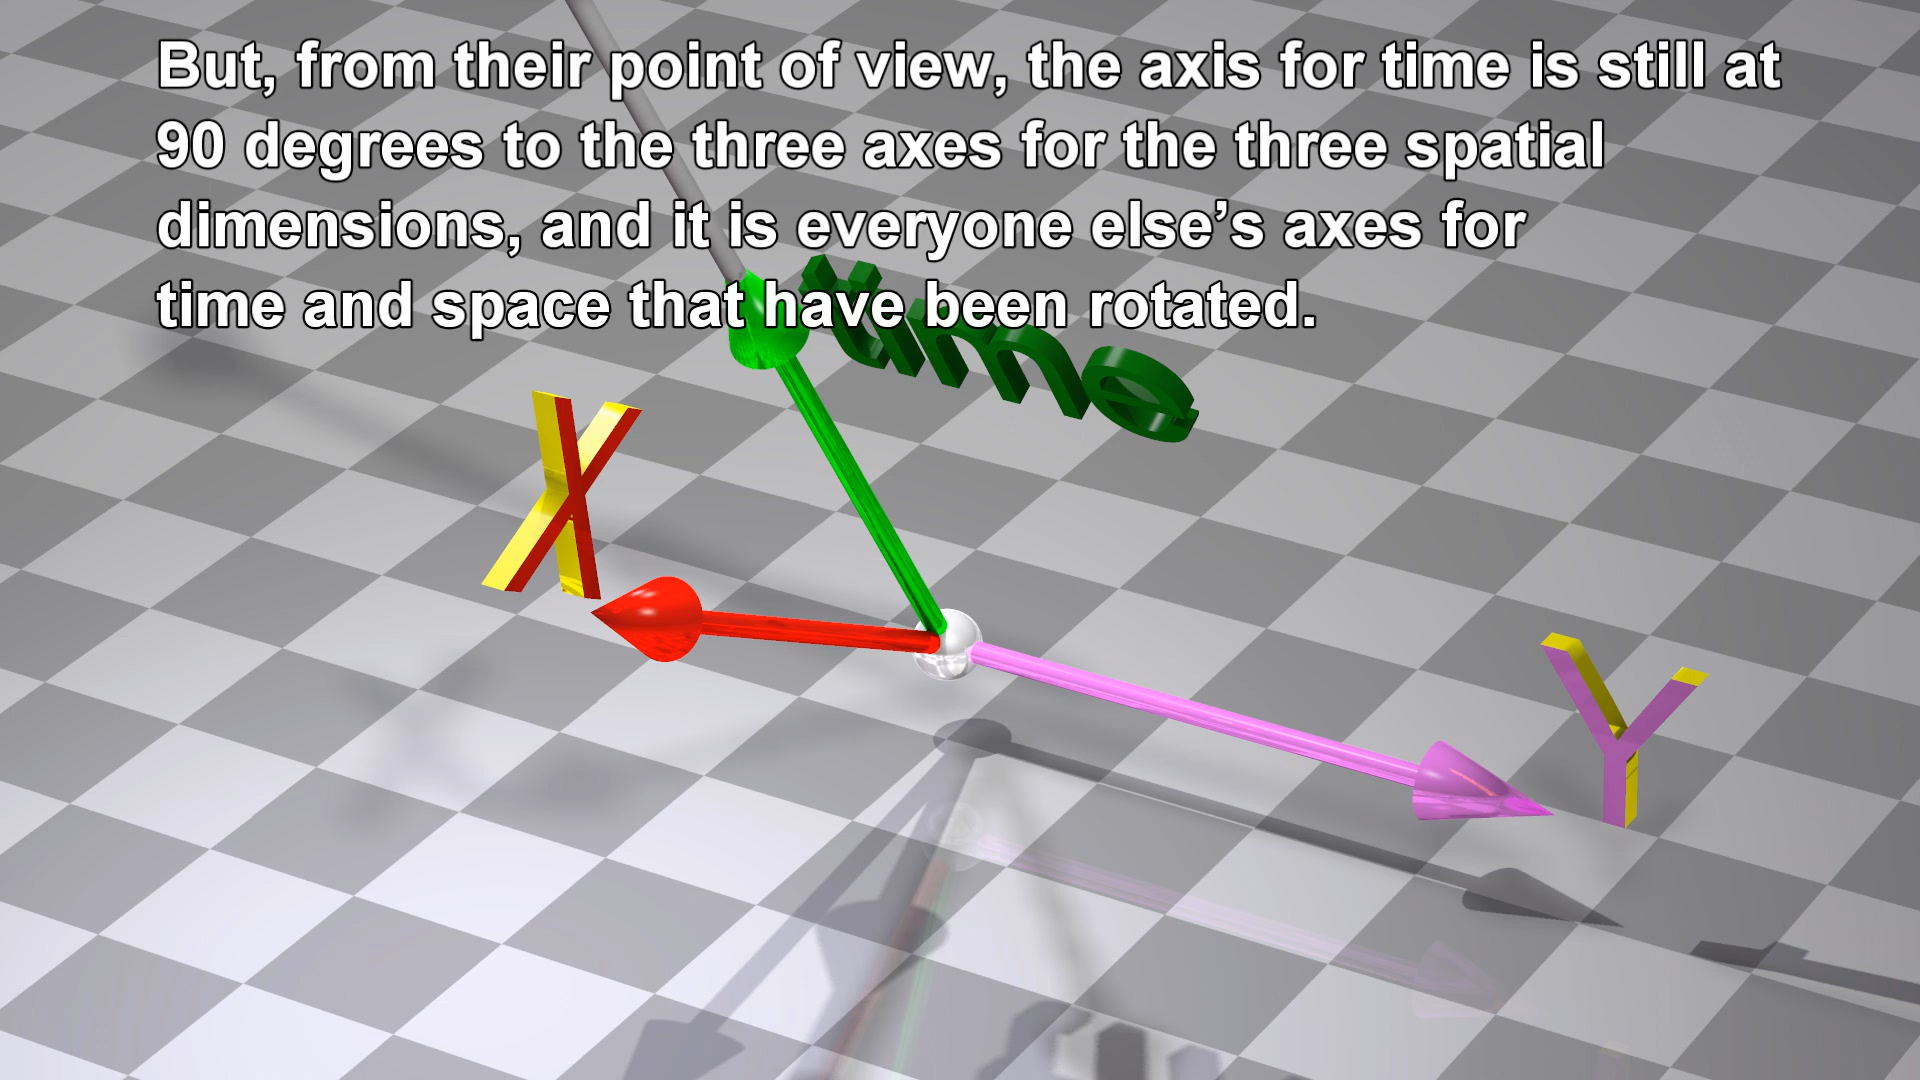 But, from their point of view, the axis for time is still at
90 degrees to the three axes for the three spatial
dimensions, and it is everyone else’s axes for
time and space that have been rotated.
time
X
Y